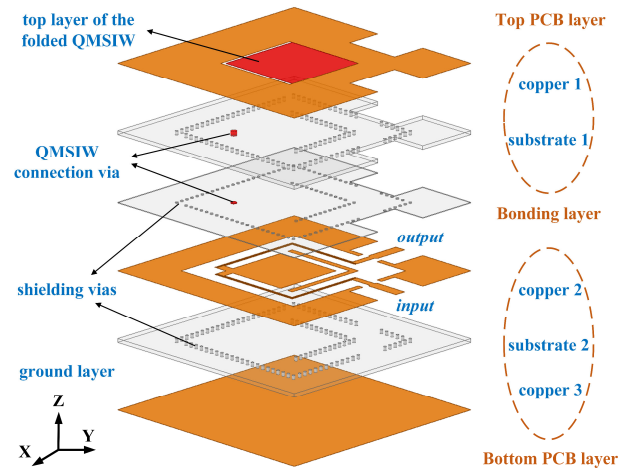 top layer of the
folded QMSIW
Top PCB layer
copper 1
substrate 1
QMSIW
connection via
Bonding layer
output
shielding vias
input
copper 2
substrate 2
ground layer
copper 3
Z
Y
X
Bottom PCB layer